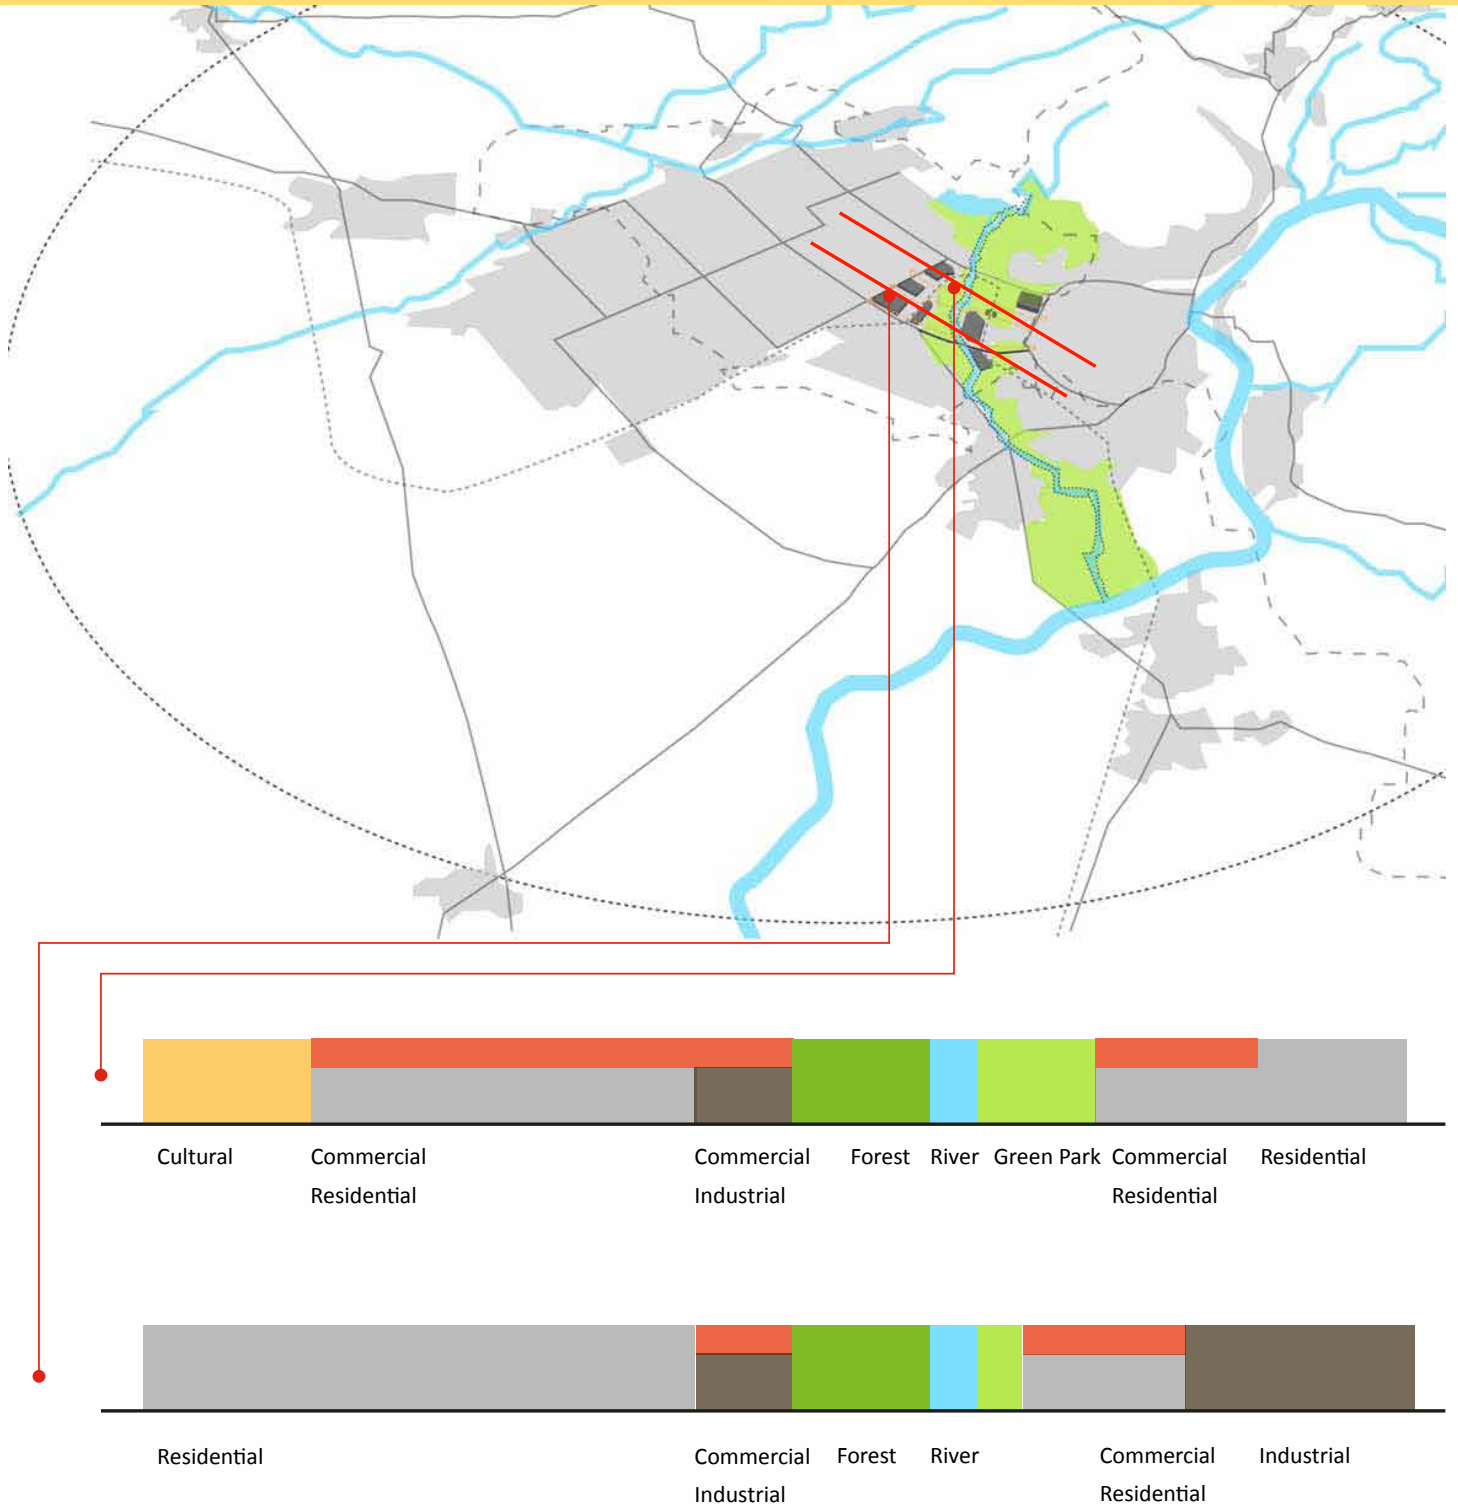 Cultural Commercial Commercial Forest River Green Park Commercial Residential
Residential Industrial Residential
Residential Commercial Forest River Commercial Industrial
Industrial Residential